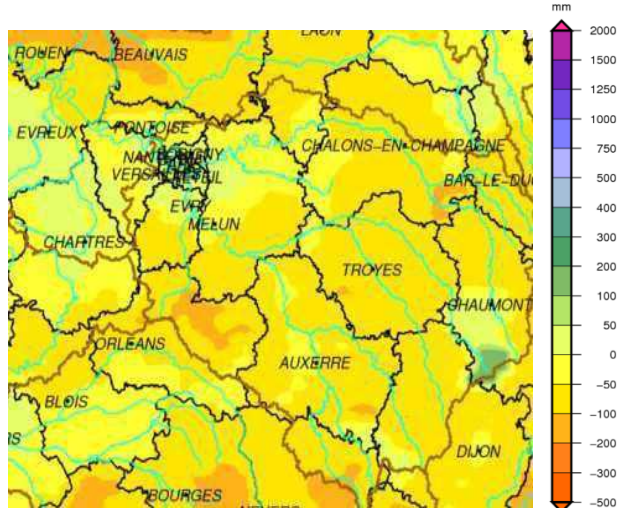 mm
LAON
ROUEN
BEAUVAIS
EVREUX
PONTOISE
CHALONS-EN-CHAMPAGNE
BAR-LE-DU
EVRY
MELUN
CHARTRES
TROYES
CHAUMONT
ORLEANS
AUXERRE
BLOIS
RS
DIJON
BOURGES
2000
1500
1250
1000
750
500
400
300
200
100
50
0
−50
−100
−200
−300
−500